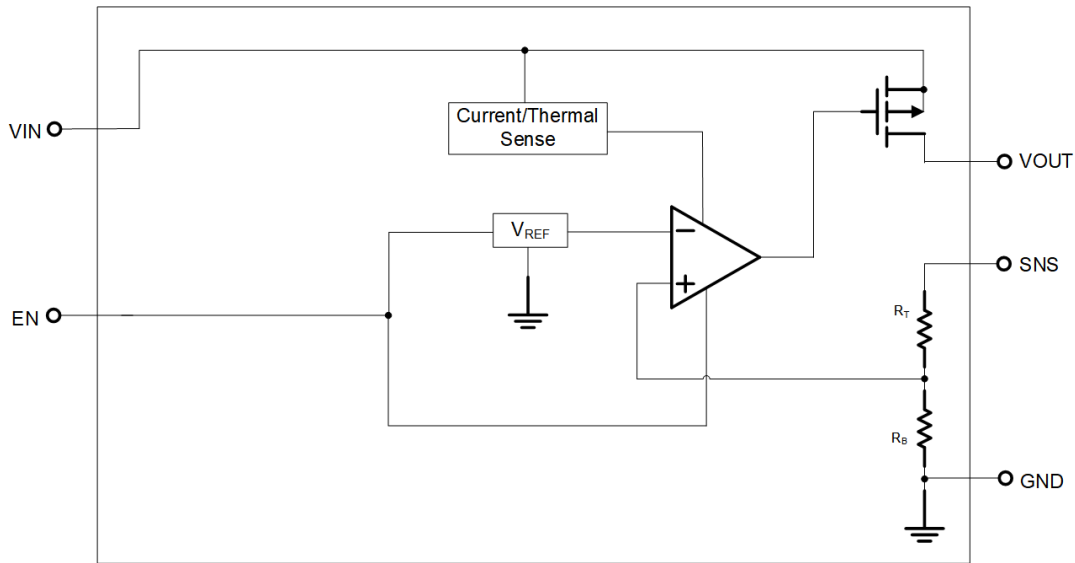 VIN
Current/Thermal
Sense
VOUT
VREF
−
+
SNS
EN
RT
RB
GND